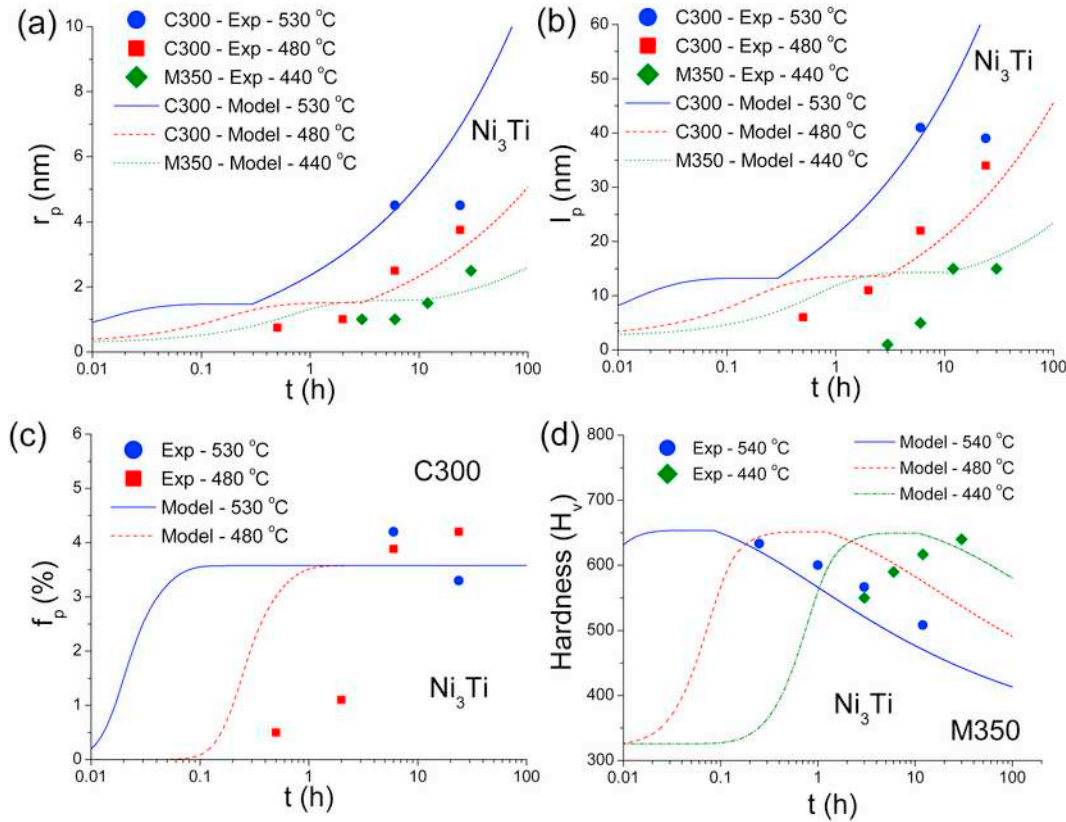 (a)
C300 - Exp - 530 °C
C300 - Exp - 480 °C
M350 - Exp - 440 °C
C300 - Model - 530 °C
C300 - Model - 480 °C
M350 - Model - 440 °C
Ni3Ti
rp (nm)
8
6
4
2
0
0.01
0.1
1
10
100
t (h)
(b)
C300 - Exp - 530 °C
C300 - Exp - 480 °C
M350 - Exp - 440 °C
C300 - Model - 530 °C
C300 - Model - 480 °C
M350 - Model - 440 °C
Ni3Ti
lp (nm)
60
50
40
30
20
10
0
0.01
0.1
1
10
100
t (h)
(c)
Exp - 530 °C
Exp - 480 °C
Model - 530 °C
Model - 480 °C
C300
Ni3Ti
fp (%)
6
5
4
3
2
1
0
0.01
0.1
1
10
100
t (h)
(d)
Exp - 540 °C
Exp - 440 °C
Model - 540 °C
Model - 480 °C
Model - 440 °C
Ni3Ti
M350
Hardness (Hv)
800
700
650
600
500
400
300
0.01
0.1
1
10
100
t (h)